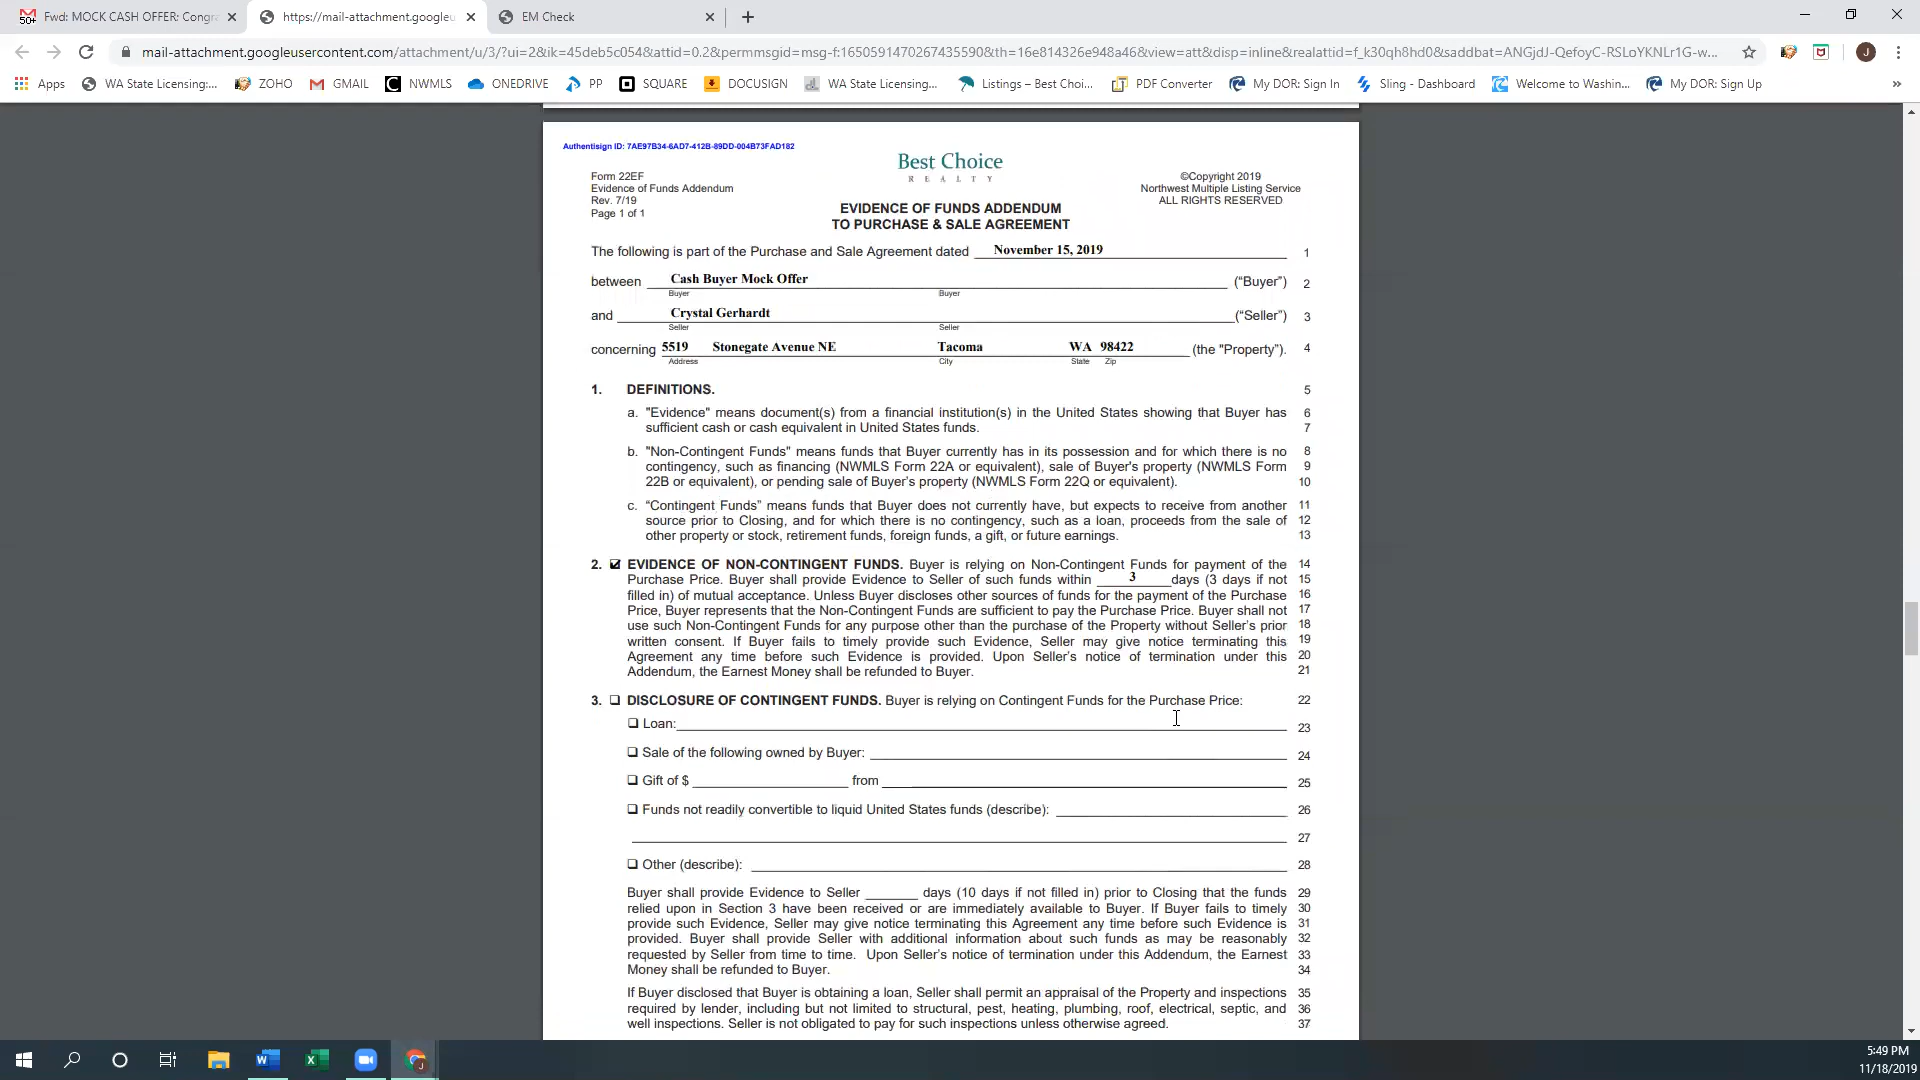 Fwd: MOCK CASH OFFER: Congr
https://mail-attachment.googleu
EM Check
50+
mail-attachment.googleusercontent.com/attachment/u/3/?ui=2&ik=45deb5c054&attid=0.2&permmsgid=msg-f:1650591470267435590&th=16e814326e948a46&view=att&disp=inline&realattid=f_k30qh8hd0&saddbat=ANGjdJ-QefoyC-RSLoYKNLr1G-w...
J
Apps
WA State Licensing:...
ZOHO
GMAIL
NWMLS
ONEDRIVE
PP
SQUARE
DOCUSIGN
WA State Licensing...
Listings – Best Choi...
PDF Converter
My DOR: Sign In
Sling - Dashboard
Welcome to Washin...
My DOR: Sign Up
»
Authentisign ID: 7AE97B34-6AD7-412B-89DD-004B73FAD182
Best Choice
REALTY
Form 22EF
Evidence of Funds Addendum
Rev. 7/19
Page 1 of 1
©Copyright 2019
Northwest Multiple Listing Service
ALL RIGHTS RESERVED
EVIDENCE OF FUNDS ADDENDUM
TO PURCHASE & SALE AGREEMENT
The following is part of the Purchase and Sale Agreement dated November 15, 2019 1
between Cash Buyer Mock Offer (“Buyer”) 2
Buyer Buyer
and Crystal Gerhardt (“Seller”) 3
Seller Seller
concerning 5519 Stonegate Avenue NE Tacoma WA 98422 (the "Property"). 4
Address City State Zip
1. DEFINITIONS. 5
a. "Evidence" means document(s) from a financial institution(s) in the United States showing that Buyer has 6
sufficient cash or cash equivalent in United States funds. 7
b. "Non-Contingent Funds" means funds that Buyer currently has in its possession and for which there is no 8
contingency, such as financing (NWMLS Form 22A or equivalent), sale of Buyer's property (NWMLS Form 9
22B or equivalent), or pending sale of Buyer’s property (NWMLS Form 22Q or equivalent). 10
c. “Contingent Funds” means funds that Buyer does not currently have, but expects to receive from another 11
source prior to Closing, and for which there is no contingency, such as a loan, proceeds from the sale of 12
other property or stock, retirement funds, foreign funds, a gift, or future earnings. 13
2. ☑ EVIDENCE OF NON-CONTINGENT FUNDS. Buyer is relying on Non-Contingent Funds for payment of the 14
Purchase Price. Buyer shall provide Evidence to Seller of such funds within 3 days (3 days if not 15
filled in) of mutual acceptance. Unless Buyer discloses other sources of funds for the payment of the Purchase 16
Price, Buyer represents that the Non-Contingent Funds are sufficient to pay the Purchase Price. Buyer shall not 17
use such Non-Contingent Funds for any purpose other than the purchase of the Property without Seller’s prior 18
written consent. If Buyer fails to timely provide such Evidence, Seller may give notice terminating this 19
Agreement any time before such Evidence is provided. Upon Seller’s notice of termination under this 20
Addendum, the Earnest Money shall be refunded to Buyer. 21
3. ☐ DISCLOSURE OF CONTINGENT FUNDS. Buyer is relying on Contingent Funds for the Purchase Price: 22
☐ Loan: 23
☐ Sale of the following owned by Buyer: 24
☐ Gift of $ from 25
☐ Funds not readily convertible to liquid United States funds (describe): 26
27
☐ Other (describe): 28
Buyer shall provide Evidence to Seller ______ days (10 days if not filled in) prior to Closing that the funds 29
relied upon in Section 3 have been received or are immediately available to Buyer. If Buyer fails to timely 30
provide such Evidence, Seller may give notice terminating this Agreement any time before such Evidence is 31
provided. Buyer shall provide Seller with additional information about such funds as may be reasonably 32
requested by Seller from time to time. Upon Seller’s notice of termination under this Addendum, the Earnest 33
Money shall be refunded to Buyer. 34
If Buyer disclosed that Buyer is obtaining a loan, Seller shall permit an appraisal of the Property and inspections 35
required by lender, including but not limited to structural, pest, heating, plumbing, roof, electrical, septic, and 36
well inspections. Seller is not obligated to pay for such inspections unless otherwise agreed. 37
5:49 PM
11/18/2019